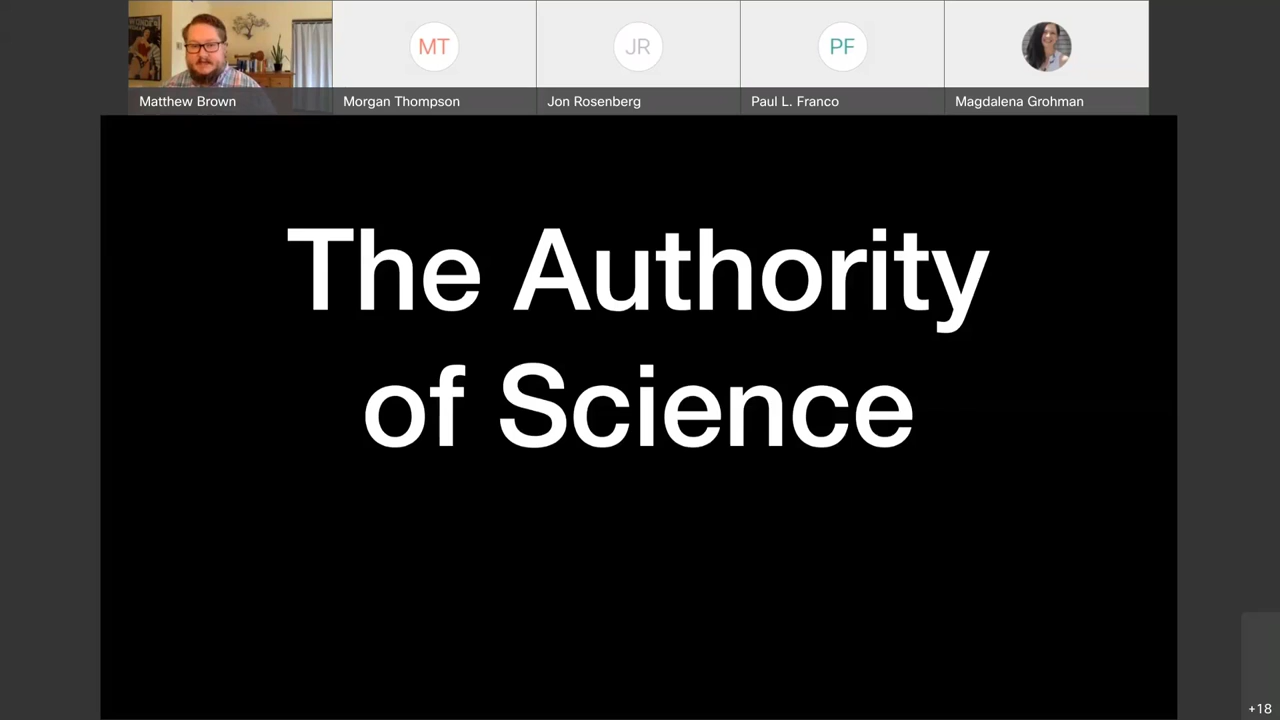 MT
JR
PF
Matthew Brown
Morgan Thompson
Jon Rosenberg
Paul L. Franco
Magdalena Grohman
The Authority
of Science
+18